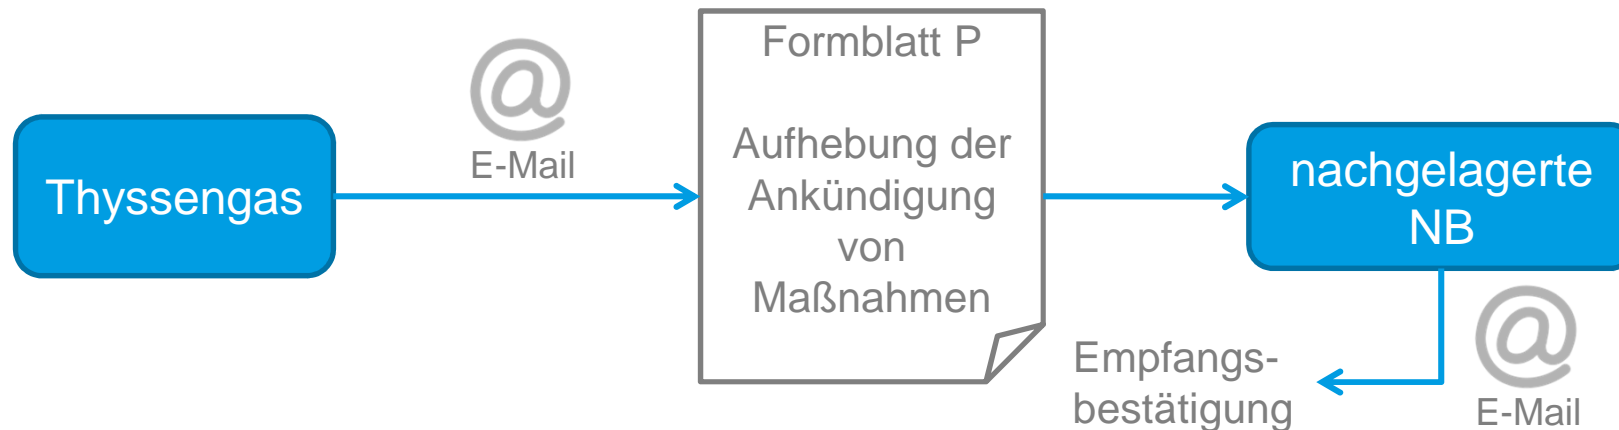 Thyssengas
@
E-Mail
Formblatt P
Aufhebung der
Ankündigung
von
Maßnahmen
nachgelagerte
NB
Empfangs-
bestätigung
@
E-Mail